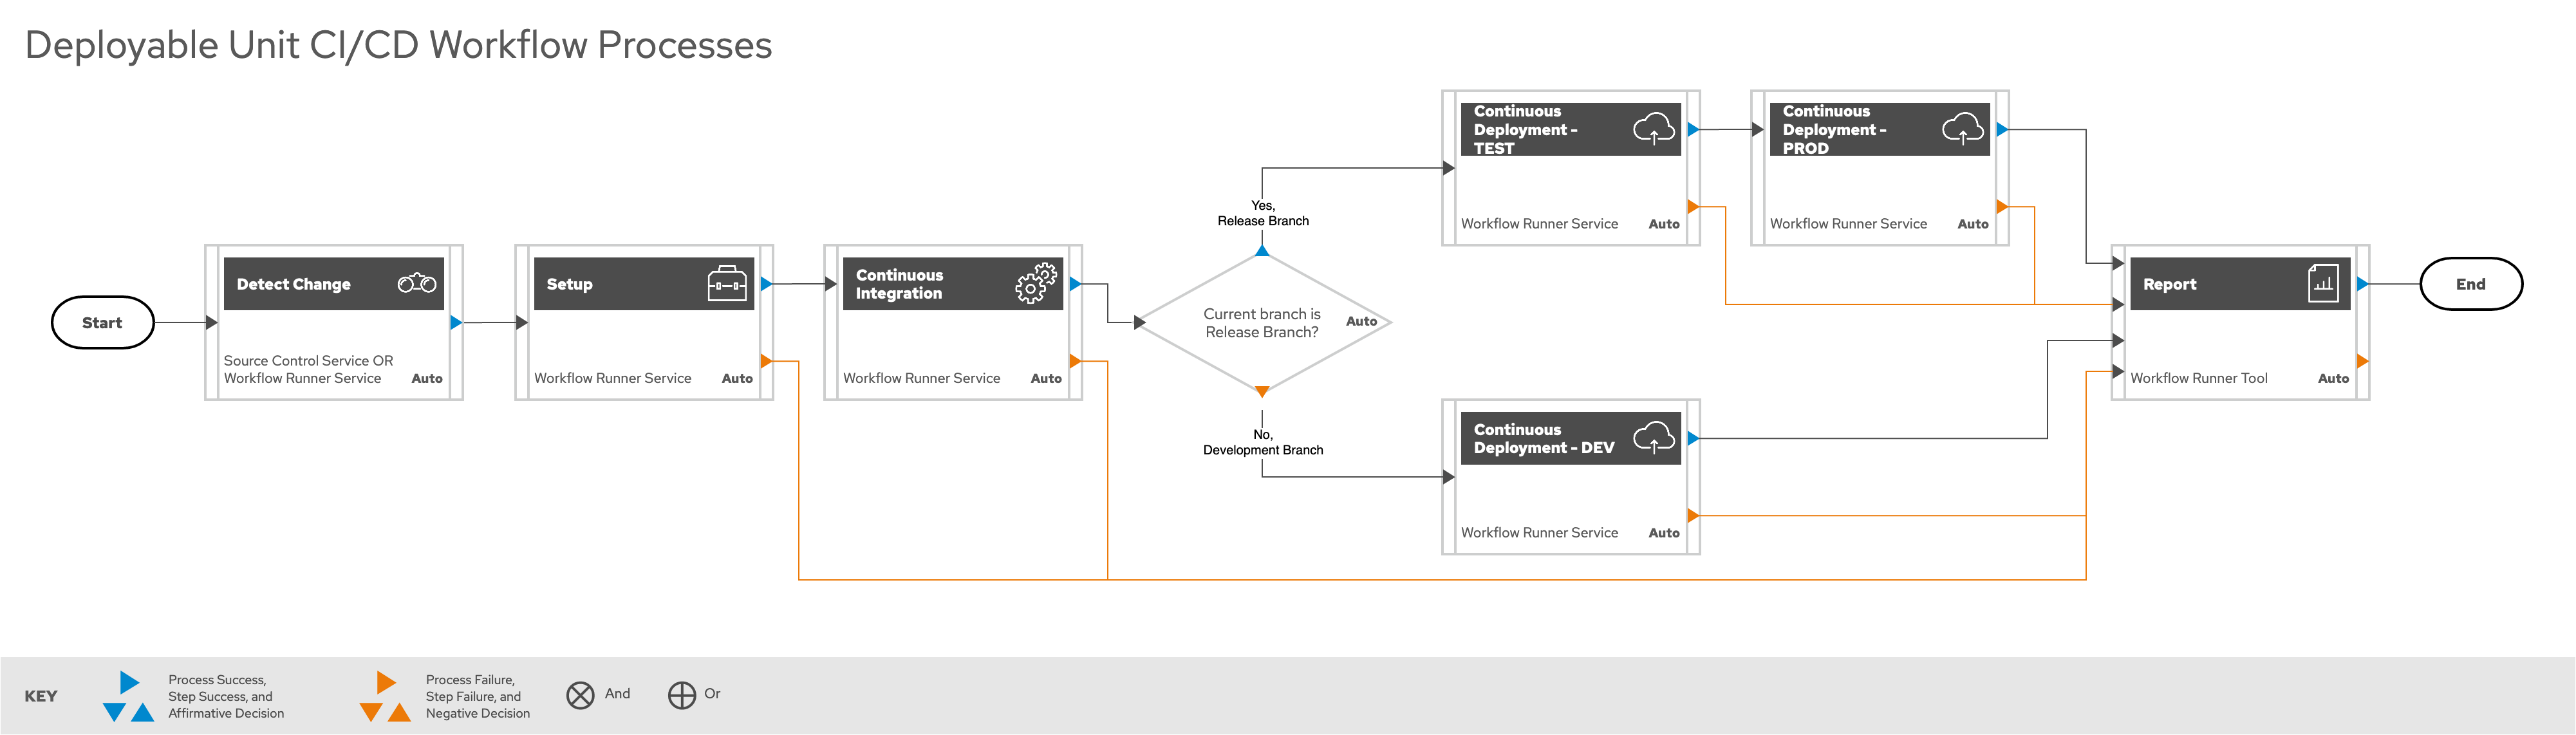 Deployable Unit CI/CD Workflow Processes
Start
Detect Change
Source Control Service OR
Workflow Runner Service
Auto
Setup
Workflow Runner Service
Auto
Continuous
Integration
Workflow Runner Service
Auto
Current branch is
Release Branch?
Auto
Yes,
Release Branch
No,
Development Branch
Continuous
Deployment -
TEST
Workflow Runner Service
Auto
Continuous
Deployment -
PROD
Workflow Runner Service
Auto
Continuous
Deployment - DEV
Workflow Runner Service
Auto
Report
Workflow Runner Tool
Auto
End
KEY
Process Success,
Step Success, and
Affirmative Decision
Process Failure,
Step Failure, and
Negative Decision
And
Or